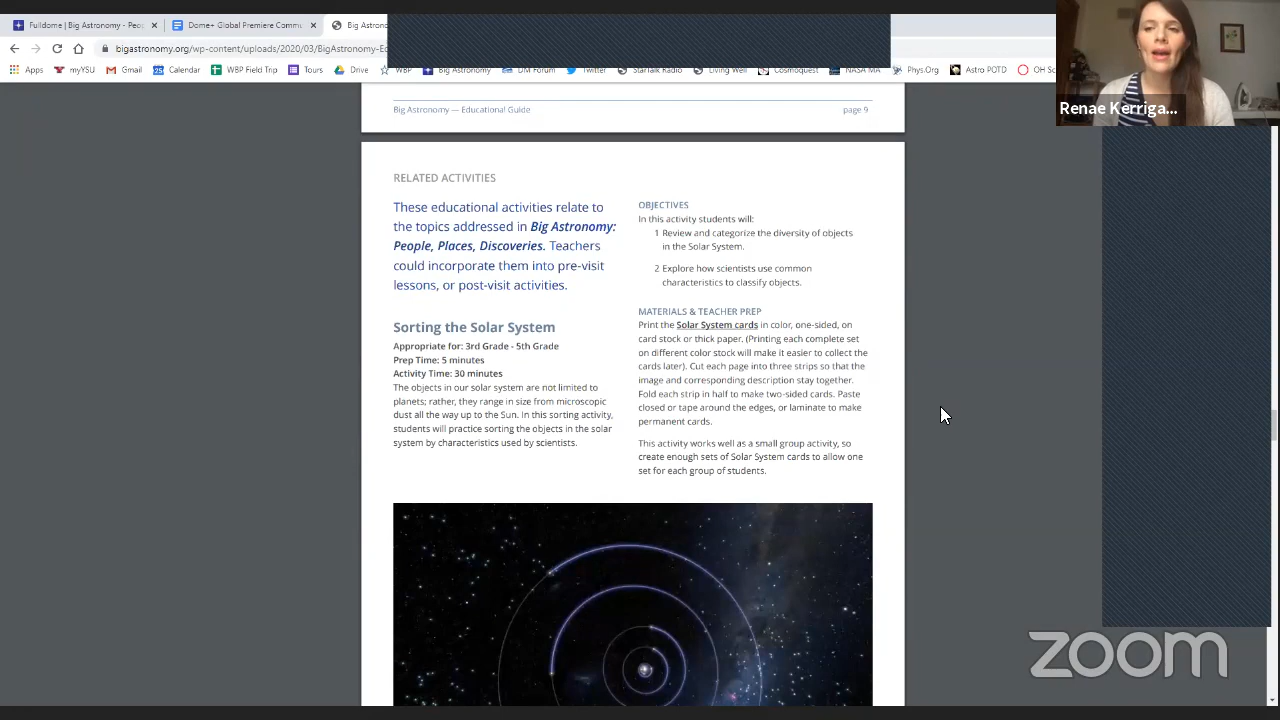 Fulldome | Big Astronomy - Peop
Dome+ Global Premiere Commu
Big Astrono
bigastronomy.org/wp-content/uploads/2020/03/BigAstronomy-E
Apps
myYSU
Gmail
Calendar
WBP Field Trip
Tours
Drive
WBP
Big Astronomy
DM Forum
Twitter
StarTalk Radio
Living Well
Cosmoquest
NASA MA
Phys.Org
Astro POTD
OH Sc
Renae Kerriga...
Big Astronomy — Educational Guide
page 9
RELATED ACTIVITIES
These educational activities relate to
the topics addressed in Big Astronomy:
People, Places, Discoveries. Teachers
could incorporate them into pre-visit
lessons, or post-visit activities.
Sorting the Solar System
Appropriate for: 3rd Grade - 5th Grade
Prep Time: 5 minutes
Activity Time: 30 minutes
The objects in our solar system are not limited to
planets; rather, they range in size from microscopic
dust all the way up to the Sun. In this sorting activity,
students will practice sorting the objects in the solar
system by characteristics used by scientists.
OBJECTIVES
In this activity students will:
1 Review and categorize the diversity of objects
in the Solar System.
2 Explore how scientists use common
characteristics to classify objects.
MATERIALS & TEACHER PREP
Print the Solar System cards in color, one-sided, on
card stock or thick paper. (Printing each complete set
on different color stock will make it easier to collect the
cards later). Cut each page into three strips so that the
image and corresponding description stay together.
Fold each strip in half to make two-sided cards. Paste
closed or tape around the edges, or laminate to make
permanent cards.
This activity works well as a small group activity, so
create enough sets of Solar System cards to allow one
set for each group of students.
zoom